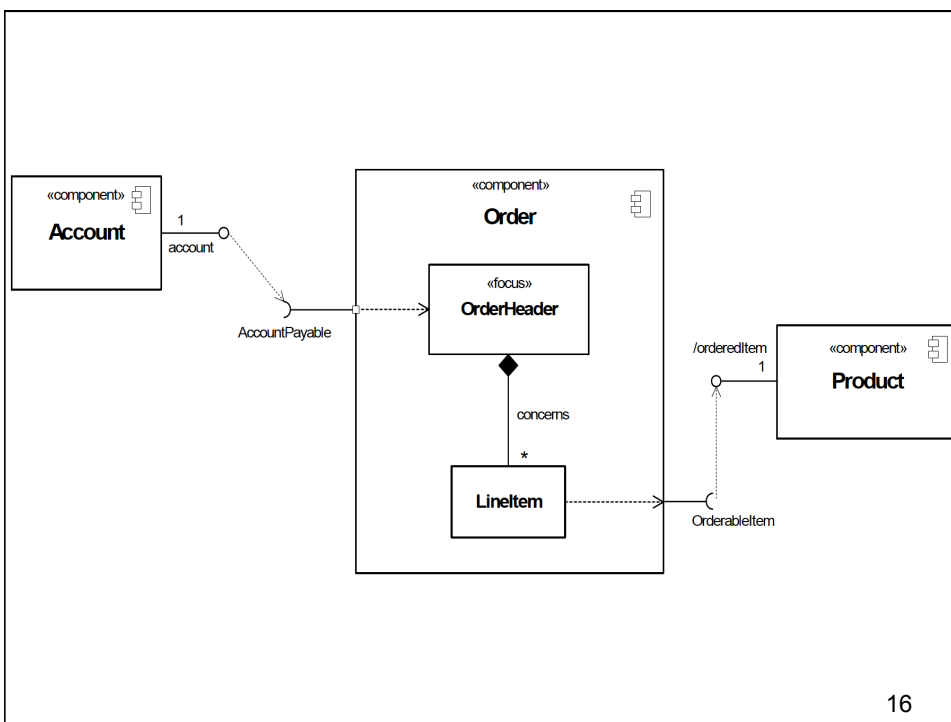 «component»
Account
1
account
AccountPayable
«component»
Order
«focus»
OrderHeader
concerns
*
LineItem
/orderedItem
1
«component»
Product
OrderableItem
16